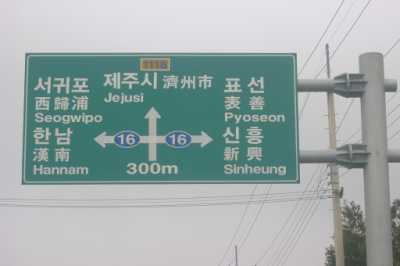 1118
서귀포
西歸浦
Seogwipo
한남
漢南
Hannam
제주시 濟州市
Jejusi
16 16
300m
표선
表善
Pyoseon
신흥
新興
Sinheung